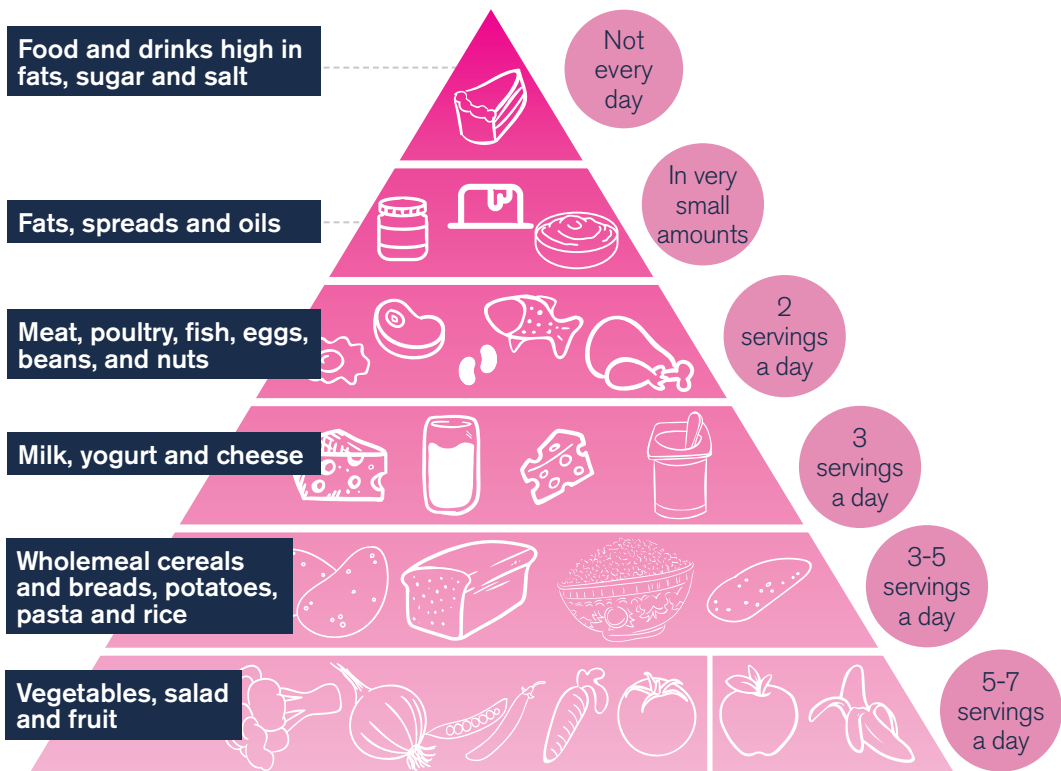 Food and drinks high in
fats, sugar and salt
Not
every
day
Fats, spreads and oils
In very
small
amounts
Meat, poultry, fish, eggs,
beans, and nuts
2
servings
a day
Milk, yogurt and cheese
3
servings
a day
Wholemeal cereals
and breads, potatoes,
pasta and rice
3-5
servings
a day
Vegetables, salad
and fruit
5-7
servings
a day